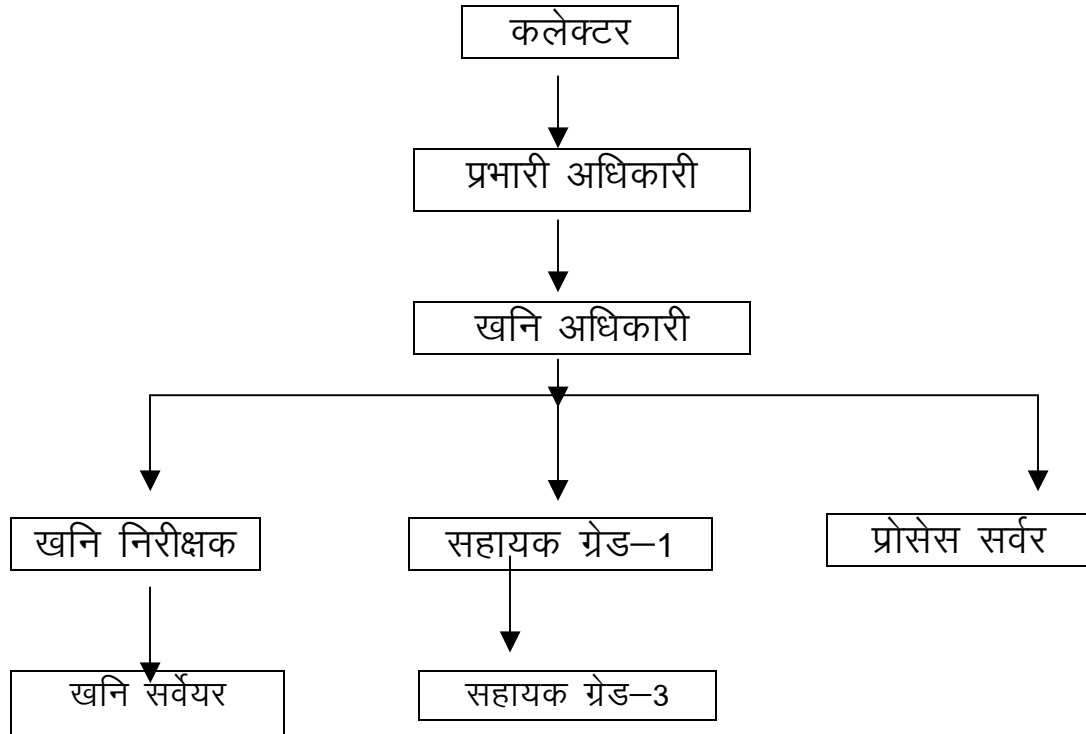 कलेक्टर
प्रभारी अधिकारी
खनि अधिकारी
खनि निरीक्षक
सहायक ग्रेड–1
प्रोसेस सर्वर
खनि सर्वेयर
सहायक ग्रेड–3